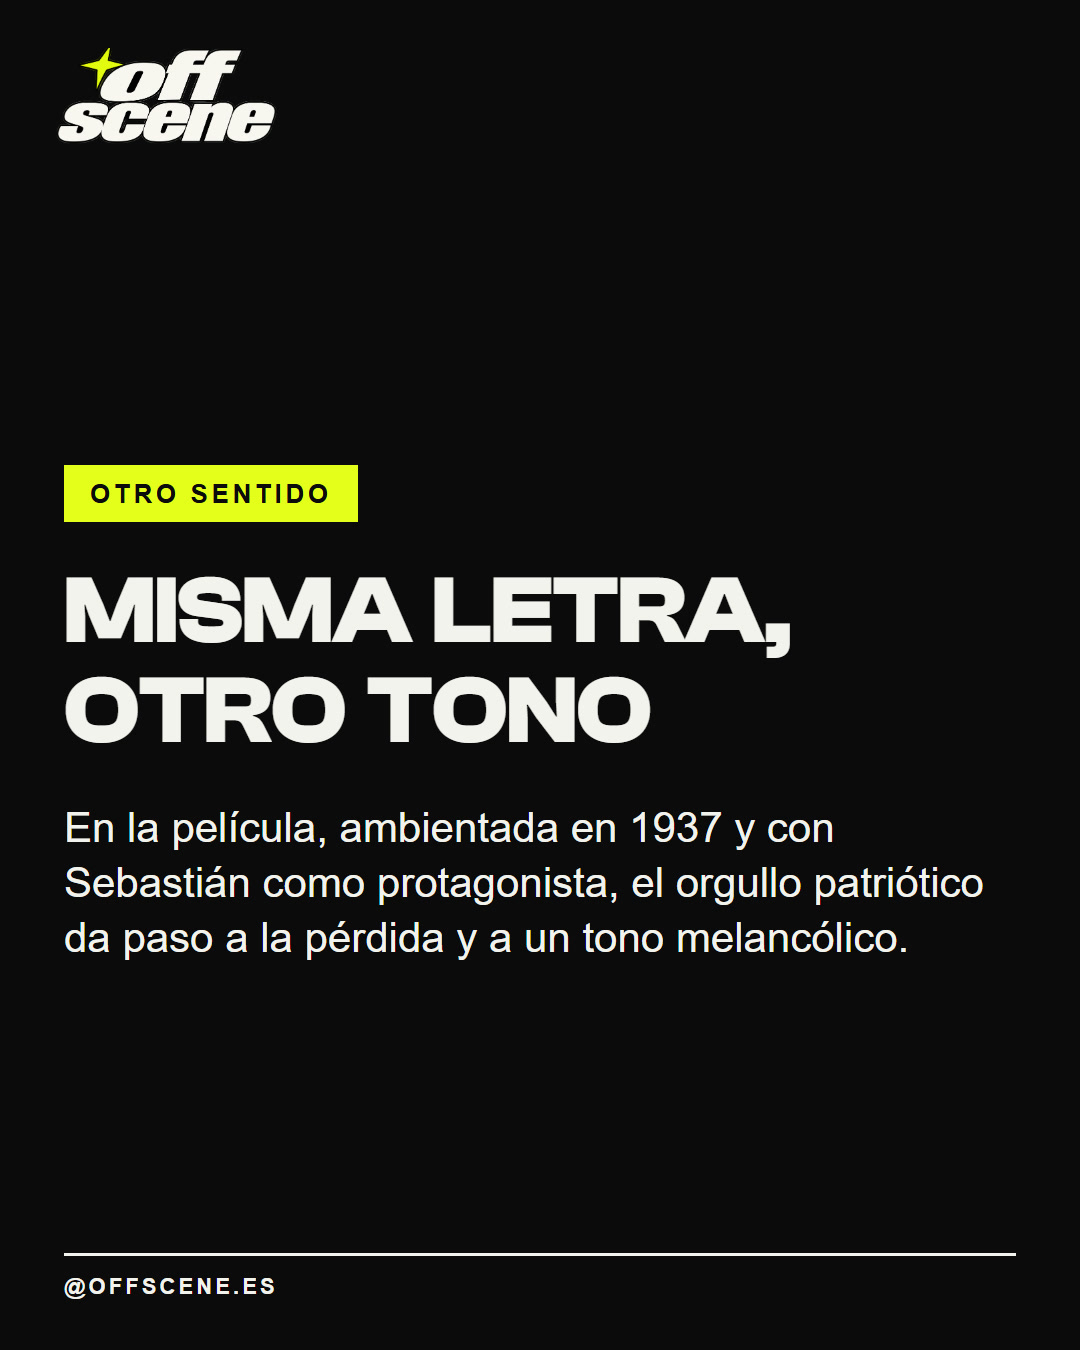 off
scene
OTRO SENTIDO
MISMA LETRA,
OTRO TONO
En la película, ambientada en 1937 y con
Sebastián como protagonista, el orgullo patriótico
da paso a la pérdida y a un tono melancólico.
@OFFSCENE.ES